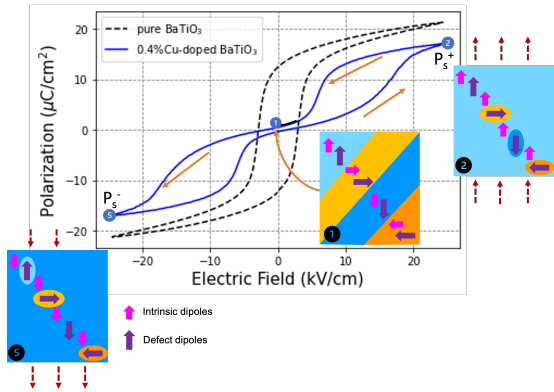 pure BaTiO₃
0.4%Cu-doped BaTiO₃
Polarization (μC/cm²)
20
10
0
−10
−20
−20
−10
0
10
20
Electric Field (kV/cm)
1
2
Pₛ⁺
Pₛ⁻
5
1
2
5
Intrinsic dipoles
Defect dipoles